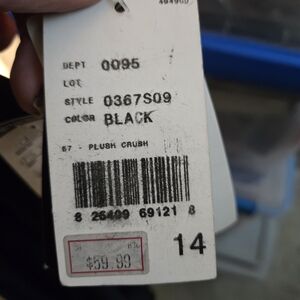 DEPT 0095
LOT
STYLE 0367S09
COLOR BLACK
67 - PLUSH CRUSH
8 26409 69121 8
$59.99
14